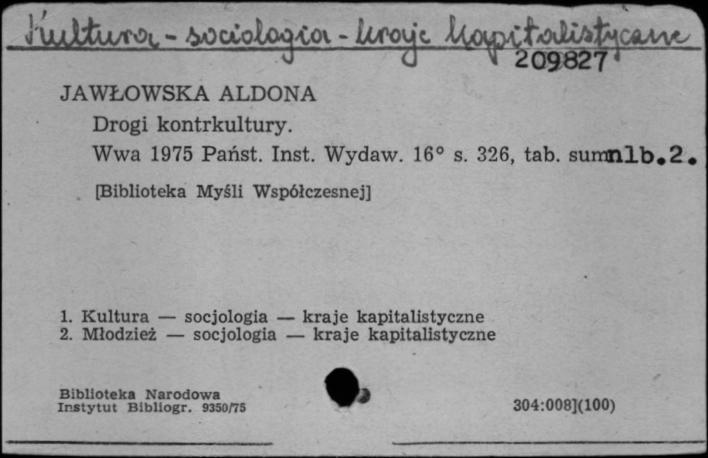 Kultura - socjologia - kraje kapitalistyczne
209827
JAWŁOWSKA ALDONA
Drogi kontrkultury.
Wwa 1975 Państ. Inst. Wydaw. 16° s. 326, tab. sum nlb.2.
[Biblioteka Myśli Współczesnej]
1. Kultura — socjologia — kraje kapitalistyczne
2. Młodzież — socjologia — kraje kapitalistyczne
Biblioteka Narodowa
Instytut Bibliogr. 9350/75
304:008](100)